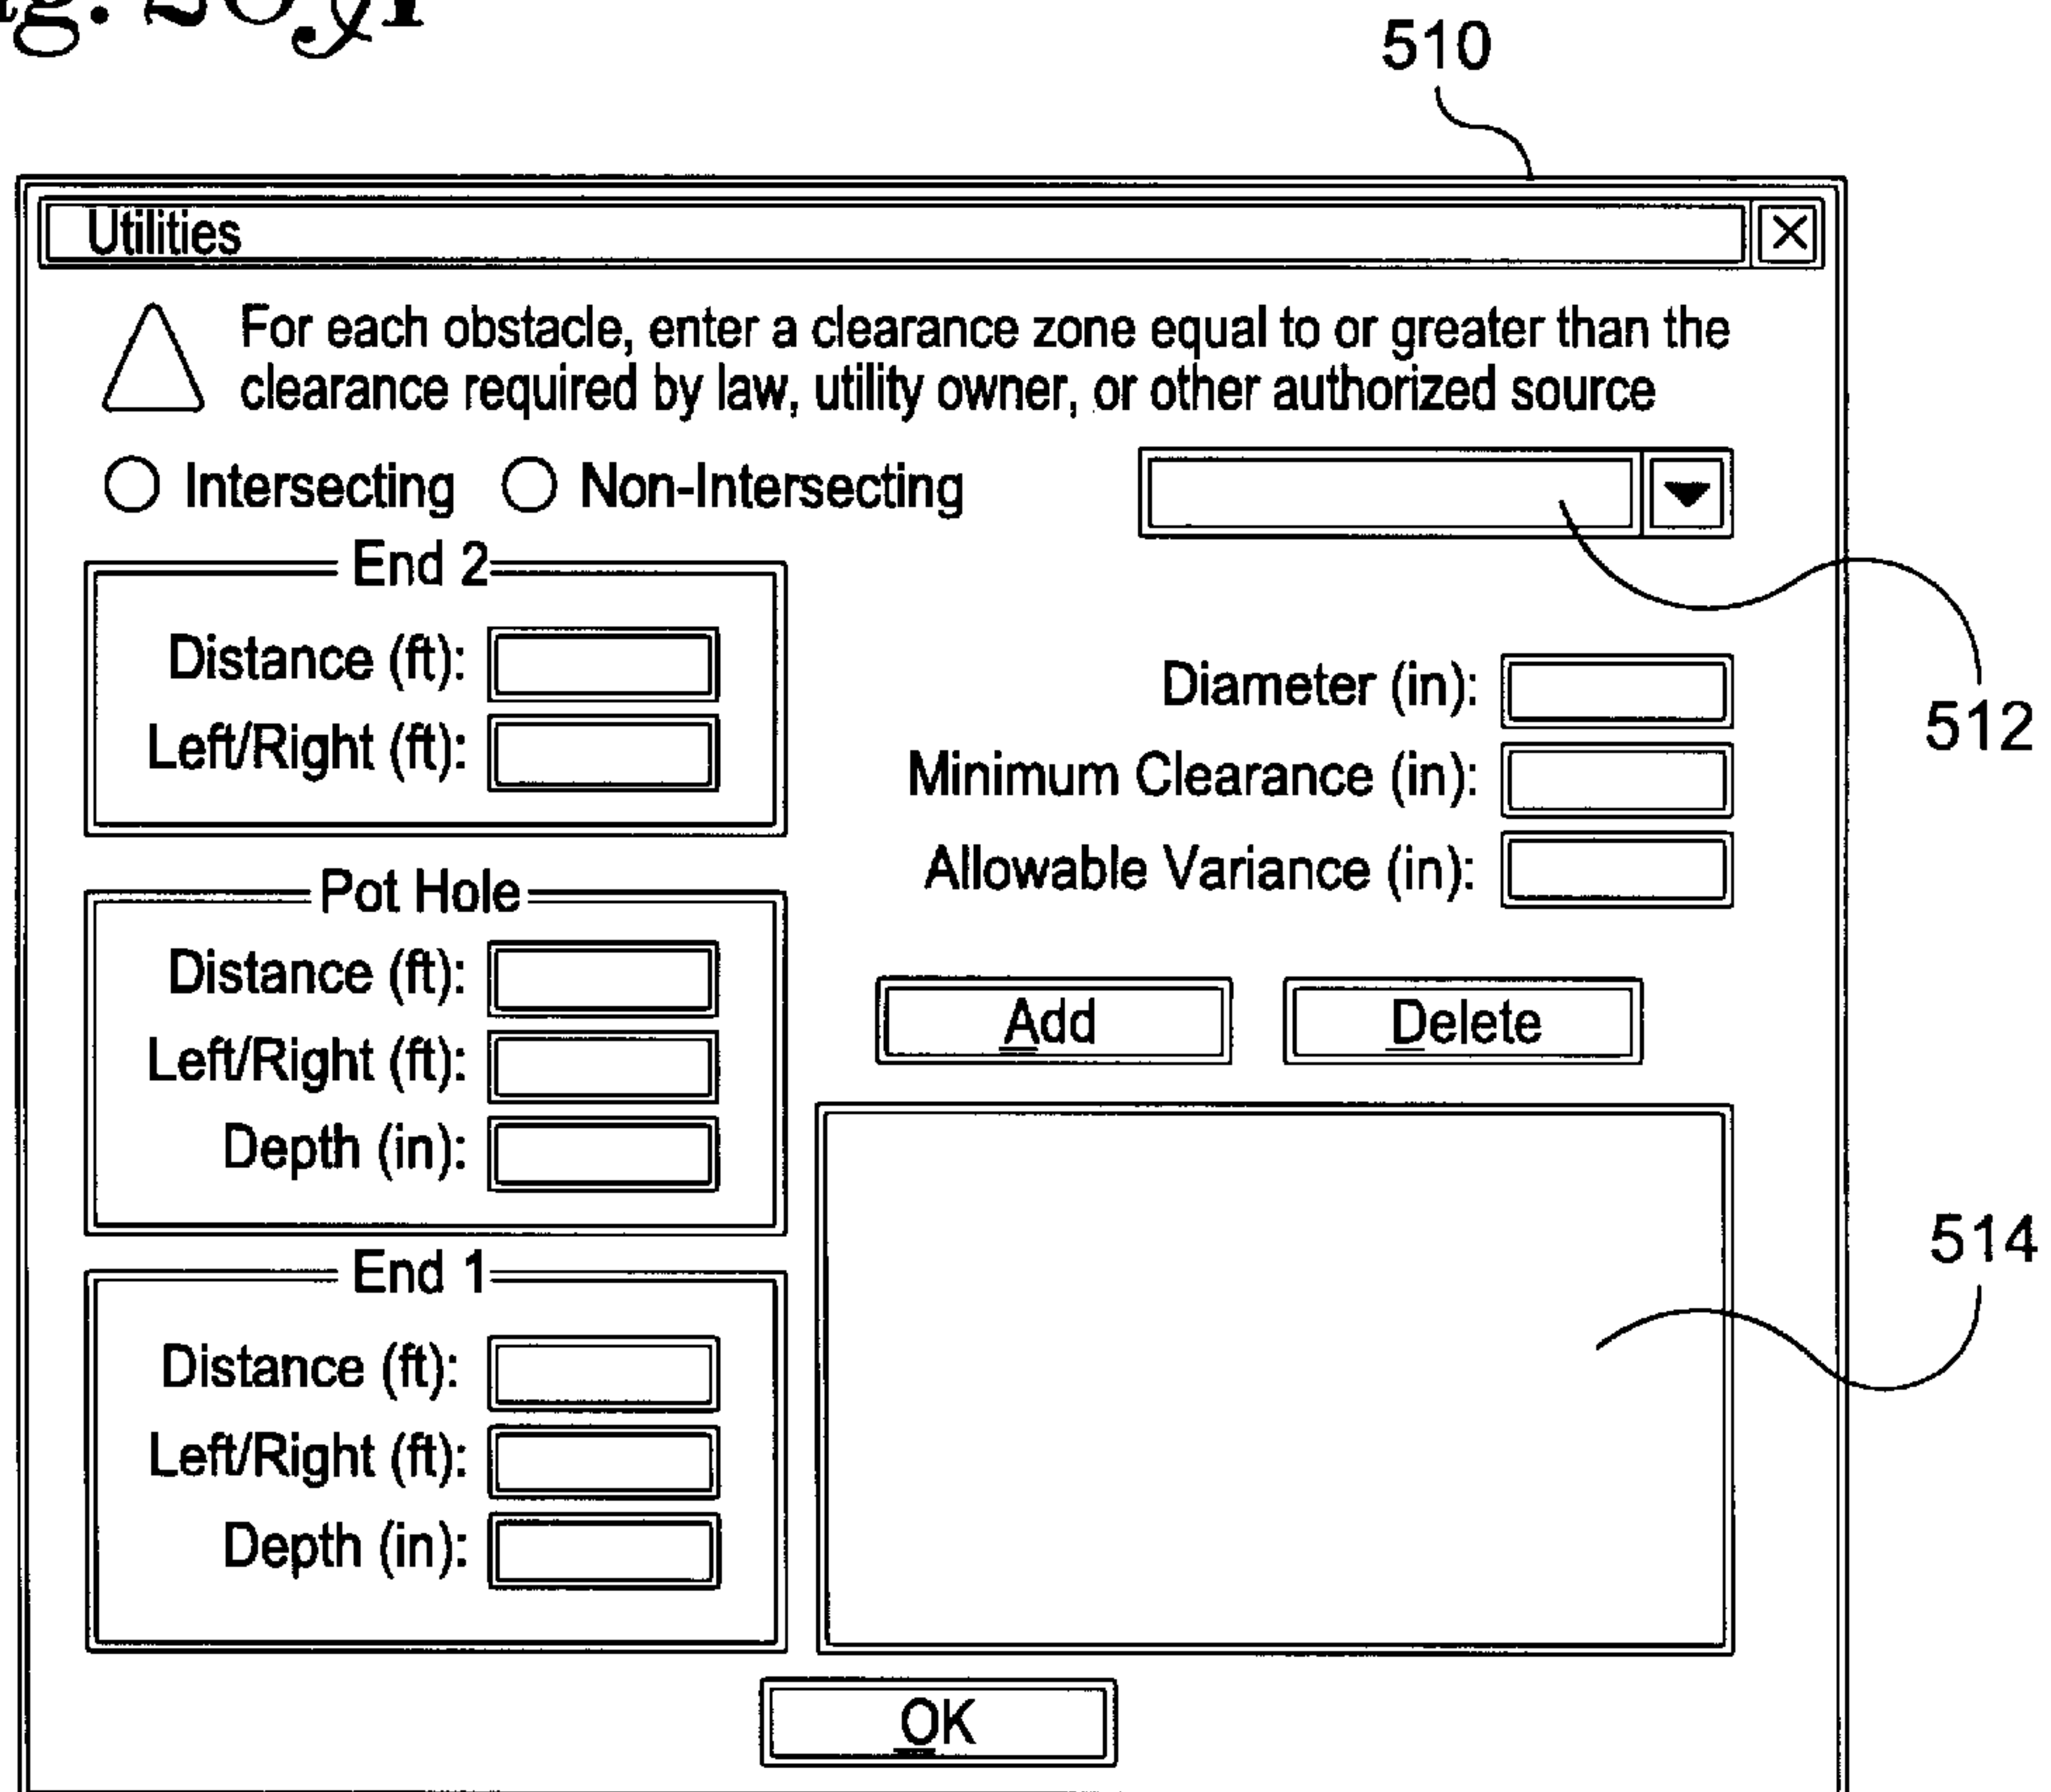 510
Utilities
For each obstacle, enter a clearance zone equal to or greater than the
clearance required by law, utility owner, or other authorized source
Intersecting Non-Intersecting
512
End 2
Distance (ft):
Left/Right (ft):
Diameter (in):
Minimum Clearance (in):
Allowable Variance (in):
Pot Hole
Distance (ft):
Left/Right (ft):
Depth (in):
Add Delete
514
End 1
Distance (ft):
Left/Right (ft):
Depth (in):
OK